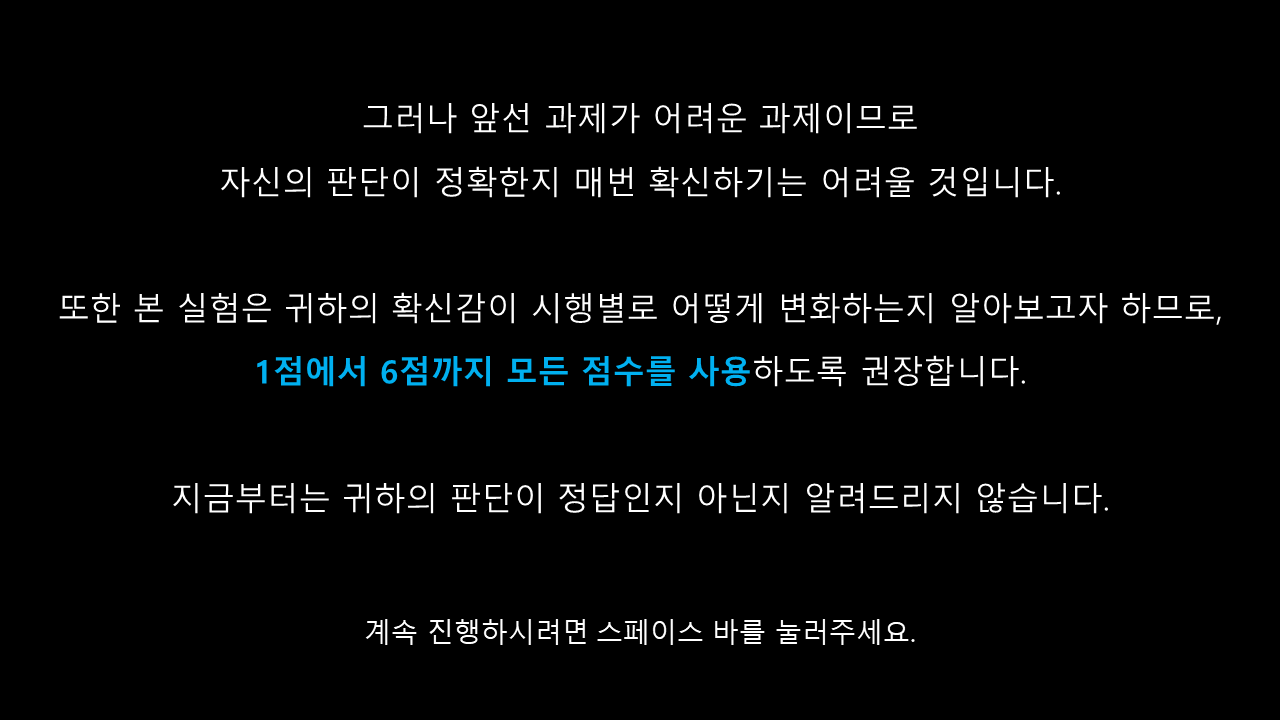 그러나 앞선 과제가 어려운 과제이므로
자신의 판단이 정확한지 매번 확신하기는 어려울 것입니다.
또한 본 실험은 귀하의 확신감이 시행별로 어떻게 변화하는지 알아보고자 하므로,
1점에서 6점까지 모든 점수를 사용하도록 권장합니다.
지금부터는 귀하의 판단이 정답인지 아닌지 알려드리지 않습니다.
계속 진행하시려면 스페이스 바를 눌러주세요.